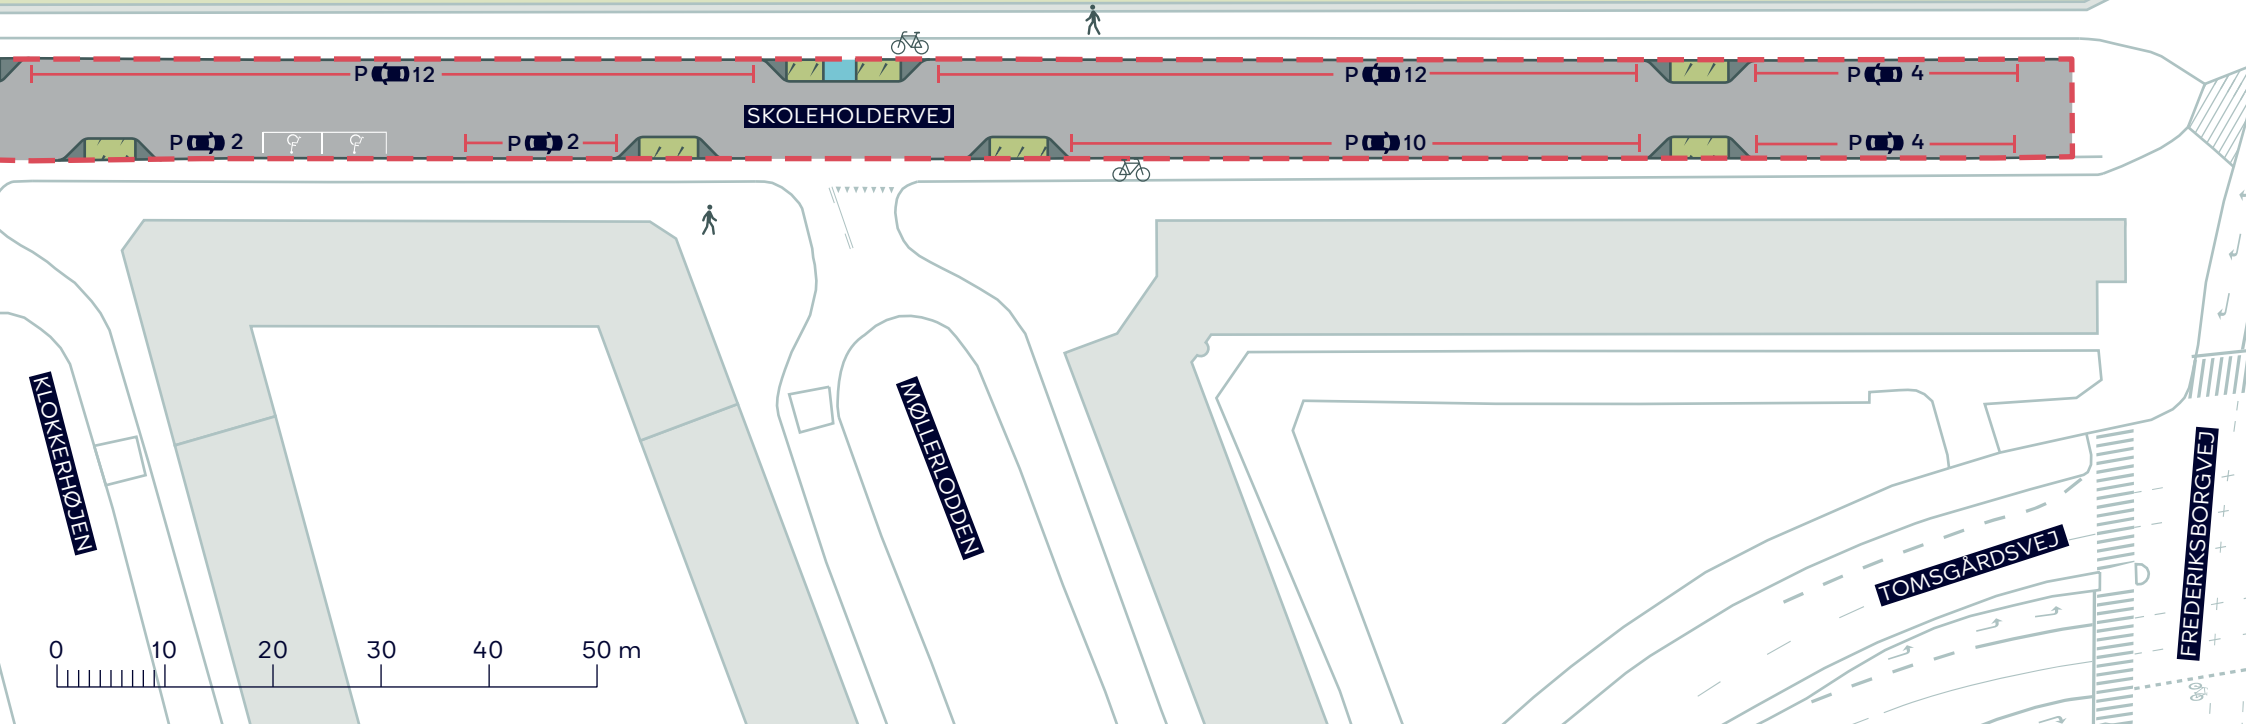 P 12
P 12
P 4
SKOLEHOLDERVEJ
P 2
P 2
P 10
P 4
KLOKKERHØJEN
MØLLERLODDEN
TOMSGÅRDSVEJ
FREDERIKSBORGVEJ
0 10 20 30 40 50 m